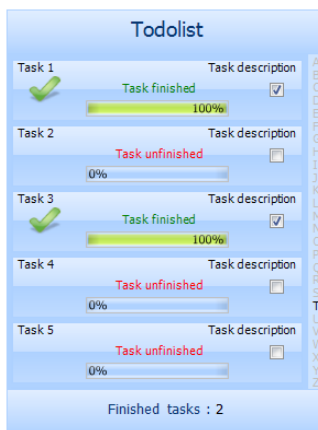 Todolist
Task 1 Task description
Task finished
100%
Task 2 Task description
Task unfinished
0%
Task 3 Task description
Task finished
100%
Task 4 Task description
Task unfinished
0%
Task 5 Task description
Task unfinished
0%
Finished tasks : 2
A
B
C
D
E
F
G
H
I
J
K
L
M
N
O
P
Q
R
S
T
U
V
W
X
Y
Z